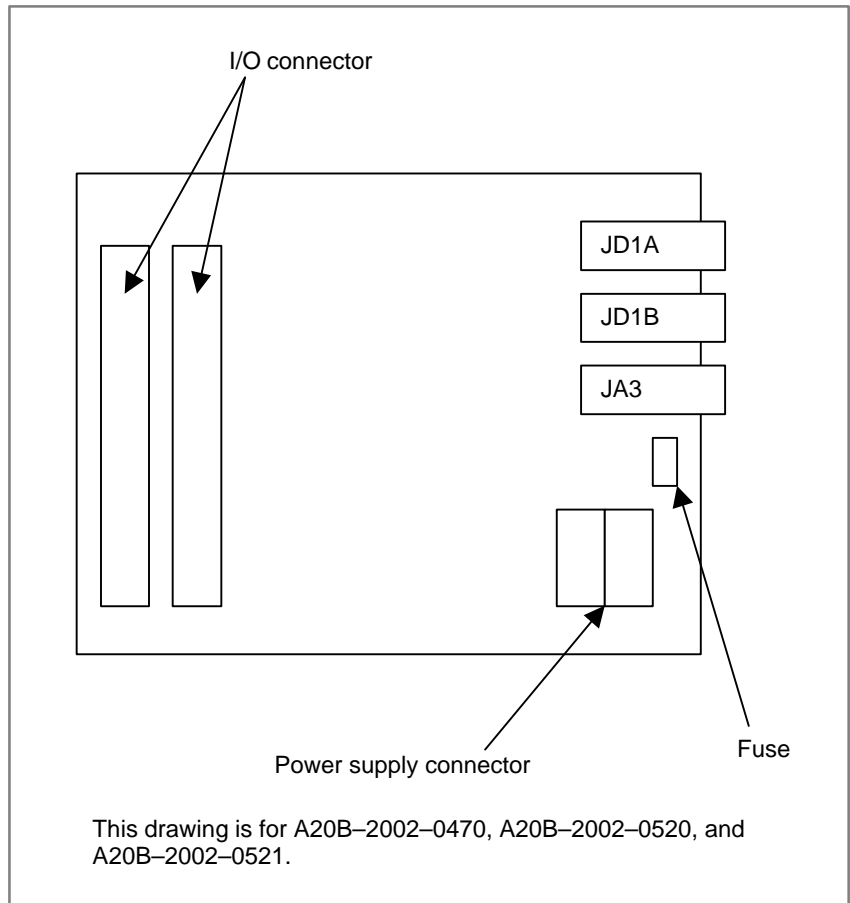 I/O connector
JD1A
JD1B
JA3
Fuse
Power supply connector
This drawing is for A20B–2002–0470, A20B–2002–0520, and
A20B–2002–0521.